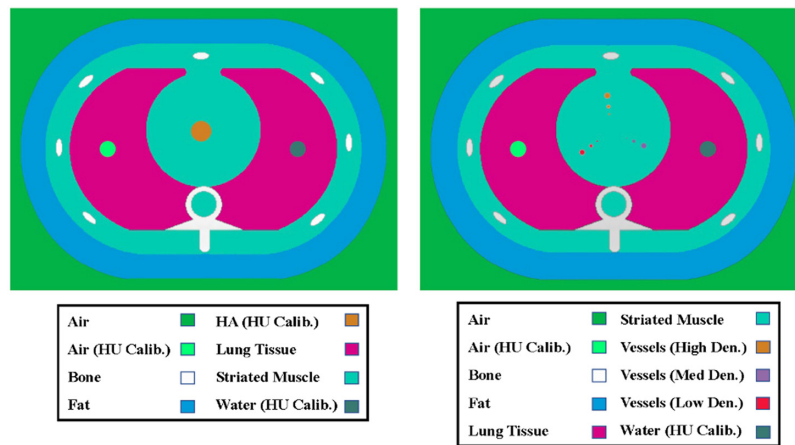 Air HA (HU Calib.)
Air (HU Calib.) Lung Tissue
Bone Striated Muscle
Fat Water (HU Calib.)
Air Striated Muscle
Air (HU Calib.) Vessels (High Den.)
Bone Vessels (Med Den.)
Fat Vessels (Low Den.)
Lung Tissue Water (HU Calib.)